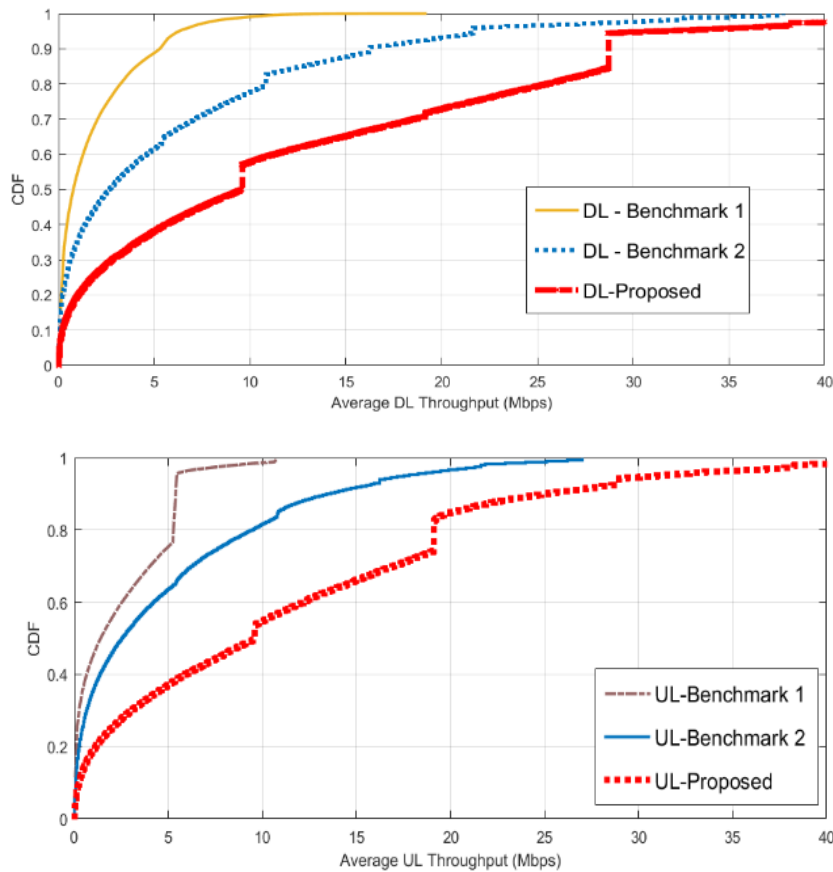 1
0.9
0.8
0.7
0.6
0.5
0.4
0.3
0.2
0.1
0
CDF
DL - Benchmark 1
DL - Benchmark 2
DL-Proposed
0 5 10 15 20 25 30 35 40
Average DL Throughput (Mbps)
1
0.8
0.6
0.4
0.2
0
CDF
UL-Benchmark 1
UL-Benchmark 2
UL-Proposed
0 5 10 15 20 25 30 35 40
Average UL Throughput (Mbps)